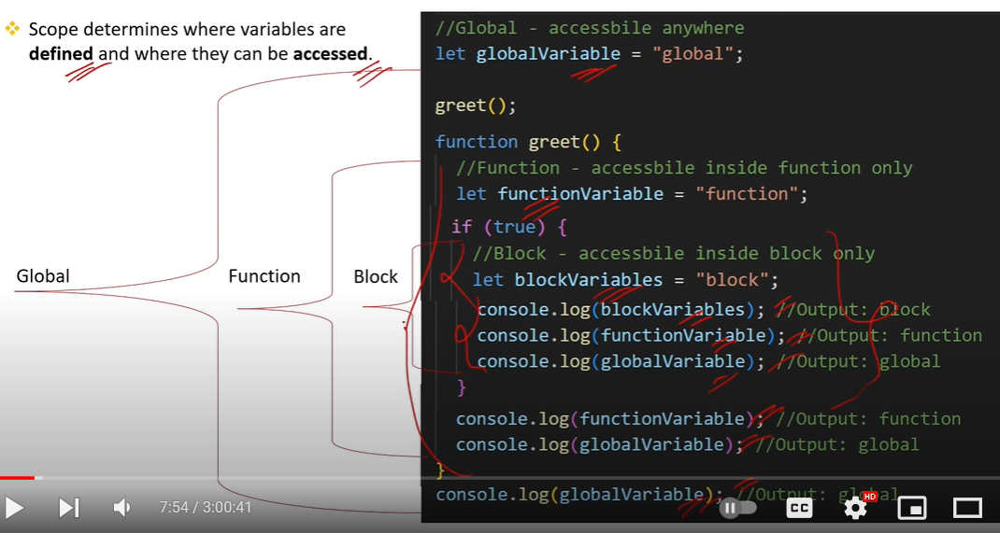 Scope determines where variables are
defined and where they can be accessed.
Global
Function
Block
//Global - accessbile anywhere
let globalVariable = "global";
greet();
function greet() {
//Function - accessbile inside function only
let functionVariable = "function";
if (true) {
//Block - accessbile inside block only
let blockVariables = "block";
console.log(blockVariables); //Output: block
console.log(functionVariable); //Output: function
console.log(globalVariable); //Output: global
}
console.log(functionVariable); //Output: function
console.log(globalVariable); //Output: global
}
console.log(globalVariable); //Output: global
7:54 / 3:00:41
CC
HD